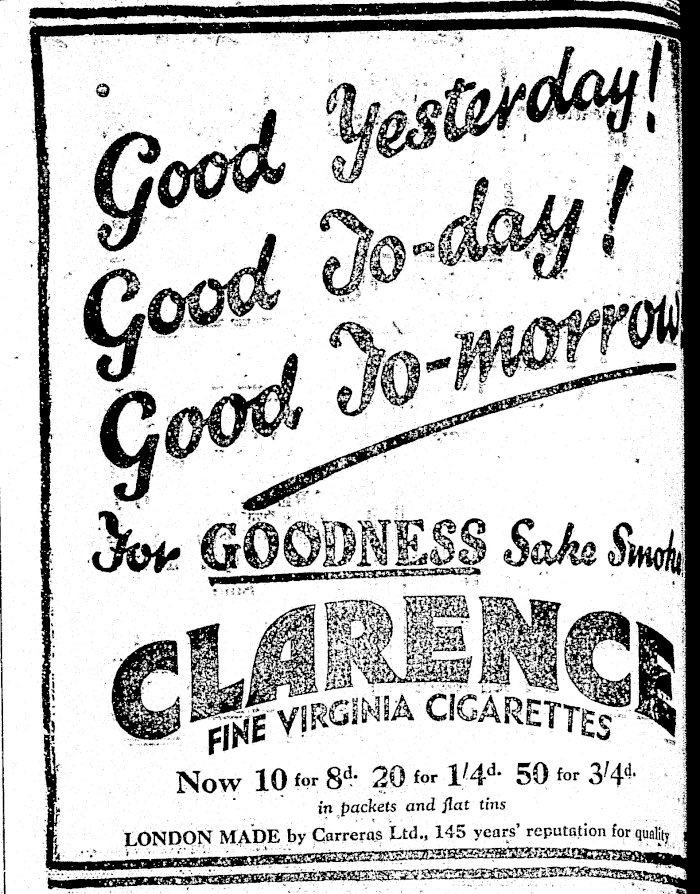 Good Yesterday!
Good To-day!
Good To-morrow
For GOODNESS Sake Smoke
CLARENCE
FINE VIRGINIA CIGARETTES
Now 10 for 8d. 20 for 1/4d. 50 for 3/4d.
in packets and flat tins
LONDON MADE by Carreras Ltd., 145 years' reputation for quality